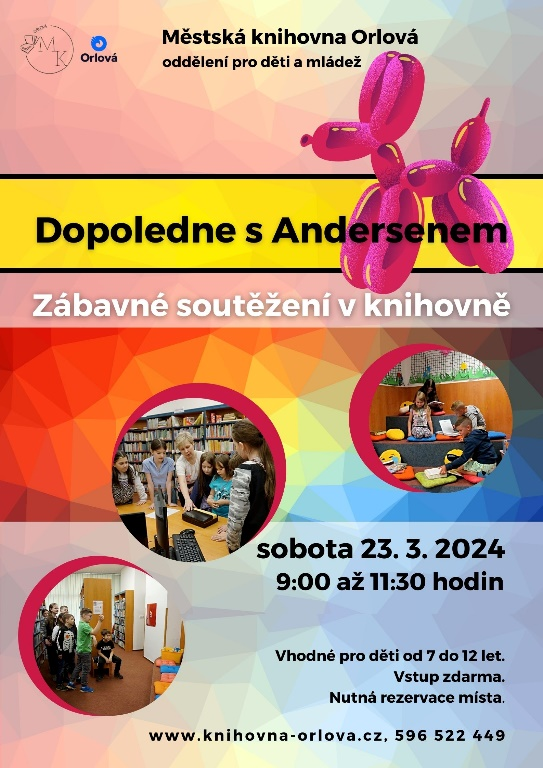 MK
Orlová
Městská knihovna Orlová
oddělení pro děti a mládež
Dopoledne s Andersenem
Zábavné soutěžení v knihovně
sobota 23. 3. 2024
9:00 až 11:30 hodin
Vhodné pro děti od 7 do 12 let.
Vstup zdarma.
Nutná rezervace místa.
www.knihovna-orlova.cz, 596 522 449